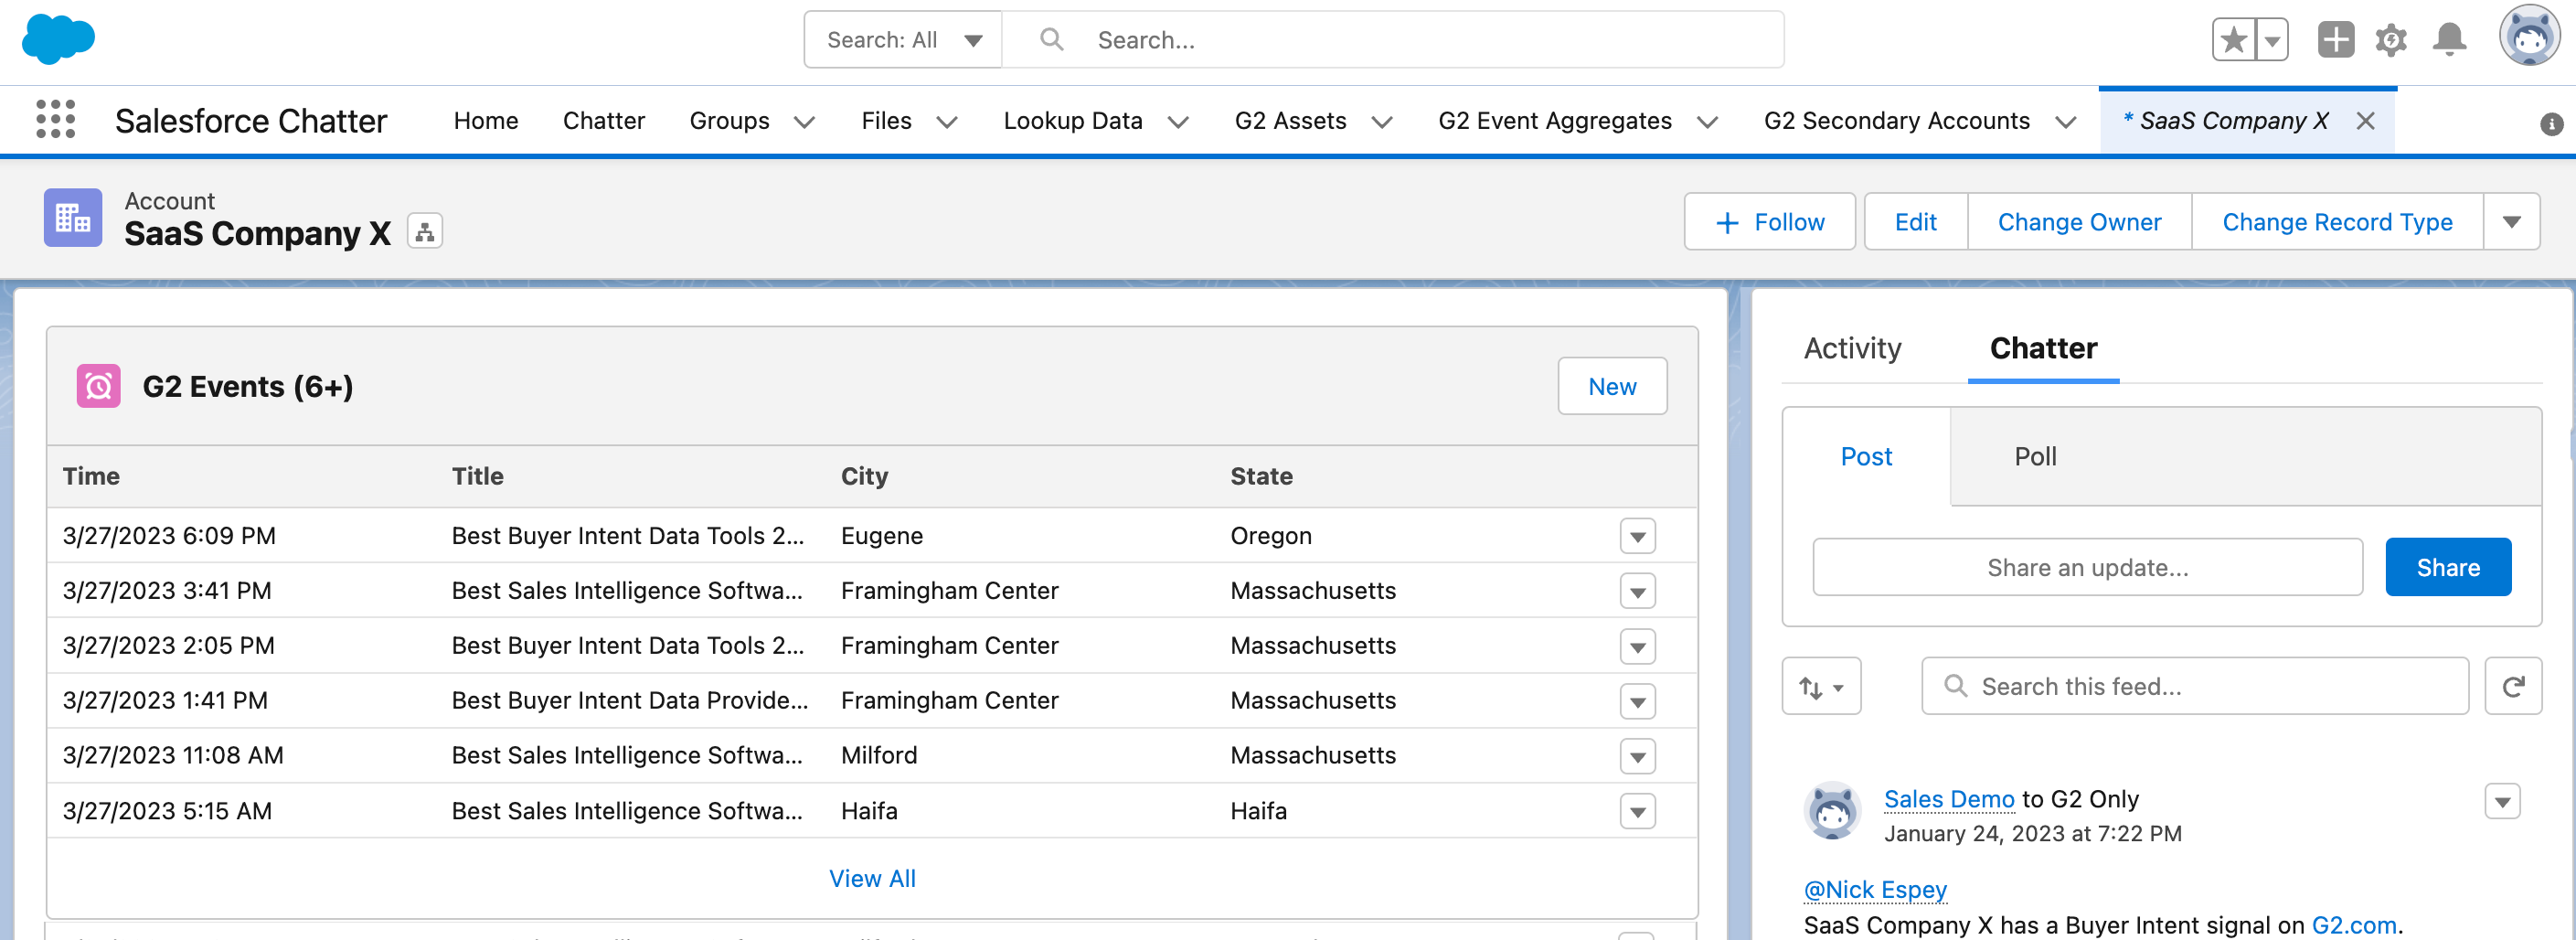 Search: All
Search...
Salesforce Chatter
Home
Chatter
Groups
Files
Lookup Data
G2 Assets
G2 Event Aggregates
G2 Secondary Accounts
* SaaS Company X
Account
SaaS Company X
Follow
Edit
Change Owner
Change Record Type
G2 Events (6+)
New
Time Title City State
3/27/2023 6:09 PM Best Buyer Intent Data Tools 2... Eugene Oregon
3/27/2023 3:41 PM Best Sales Intelligence Softwa... Framingham Center Massachusetts
3/27/2023 2:05 PM Best Buyer Intent Data Tools 2... Framingham Center Massachusetts
3/27/2023 1:41 PM Best Buyer Intent Data Provide... Framingham Center Massachusetts
3/27/2023 11:08 AM Best Sales Intelligence Softwa... Milford Massachusetts
3/27/2023 5:15 AM Best Sales Intelligence Softwa... Haifa Haifa
View All
Activity
Chatter
Post
Poll
Share an update...
Share
Search this feed...
Sales Demo to G2 Only
January 24, 2023 at 7:22 PM
@Nick Espey
SaaS Company X has a Buyer Intent signal on G2.com.